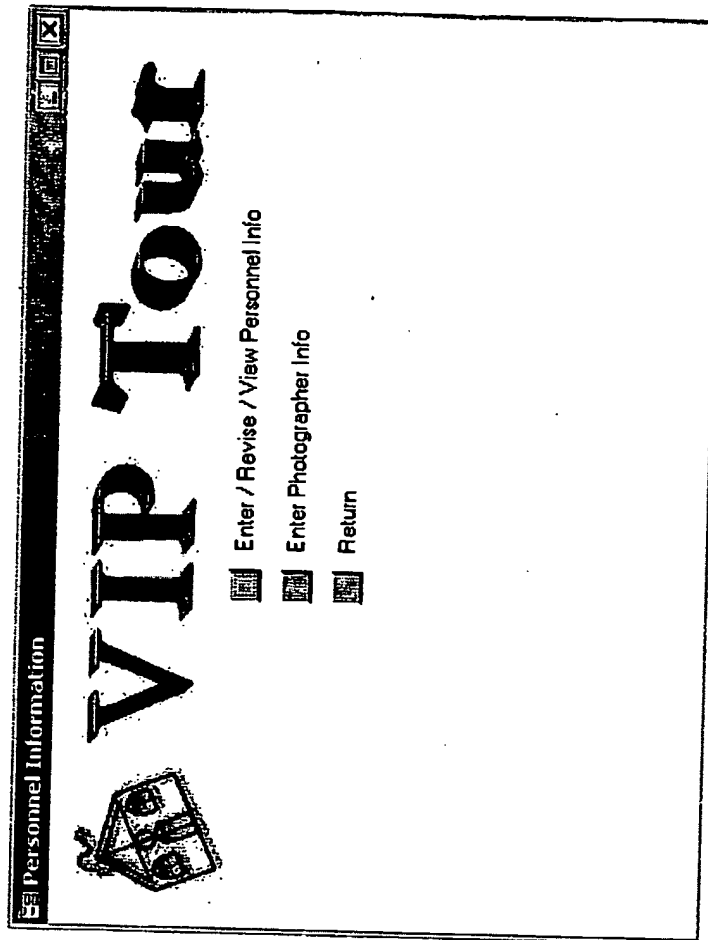 Personnel Information
VIP Tour
Enter / Revise / View Personnel Info
Enter Photographer Info
Return